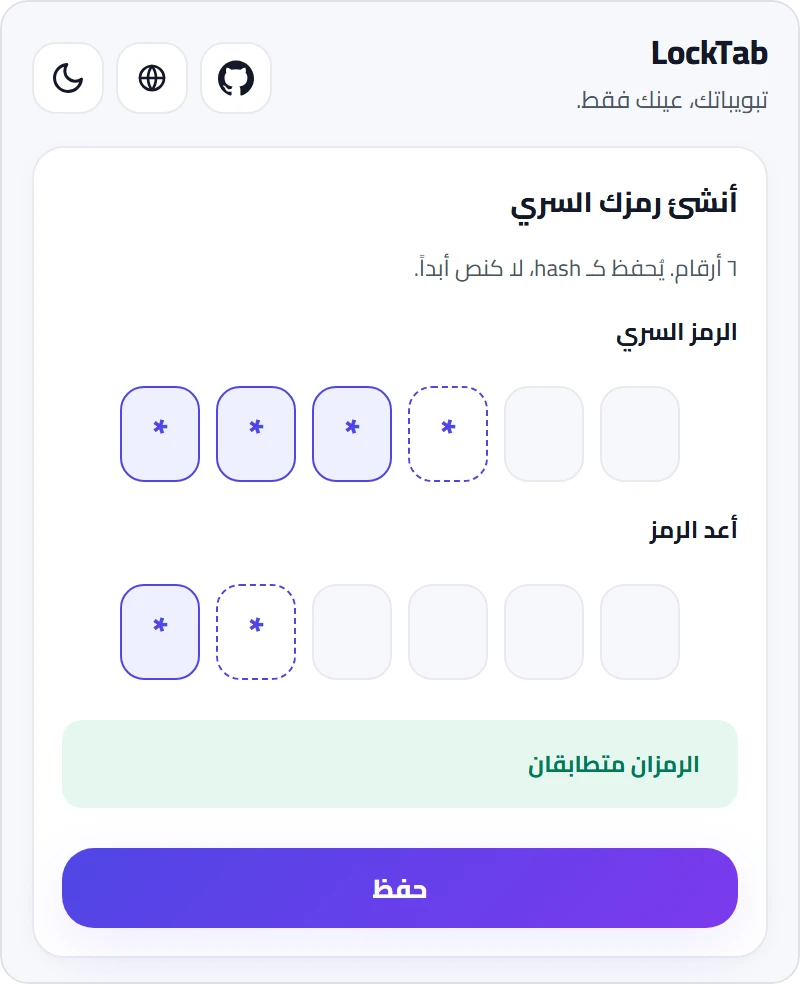 LockTab
تبويباتك، عينك فقط.
أنشئ رمزك السري
٦ أرقام. يُحفظ كـ hash، لا كنص أبداً.
الرمز السري
* * * *
أعد الرمز
* *
الرمزان متطابقان
حفظ